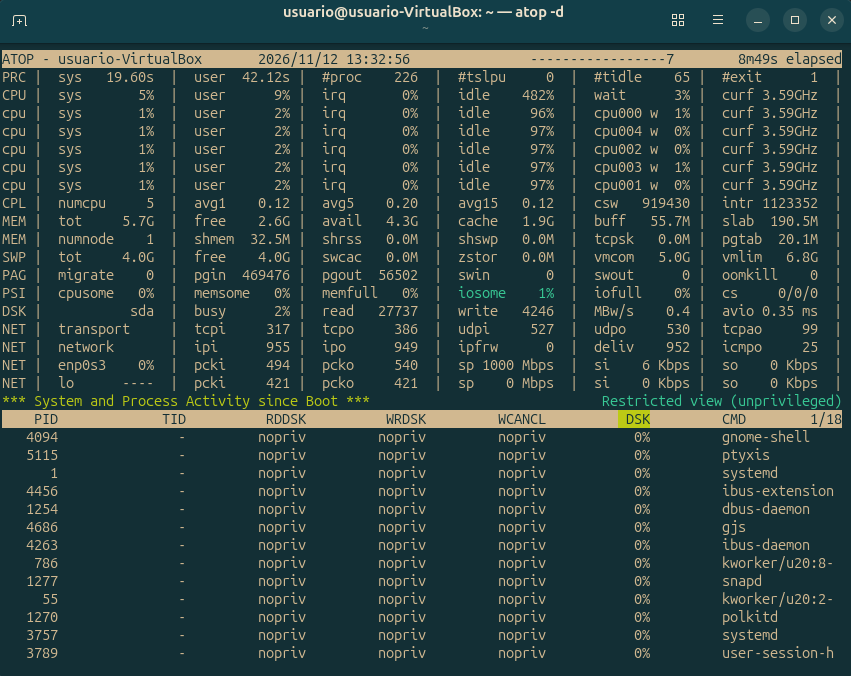 usuario@usuario-VirtualBox: ~ — atop -d
~
ATOP - usuario-VirtualBox 2026/11/12 13:32:56 -----------------7 8m49s elapsed
PRC | sys 19.60s | user 42.12s | #proc 226 | #tslpu 0 | #tidle 65 | #exit 1 |
CPU | sys 5% | user 9% | irq 0% | idle 482% | wait 3% | curf 3.59GHz |
cpu | sys 1% | user 2% | irq 0% | idle 96% | cpu000 w 1% | curf 3.59GHz |
cpu | sys 1% | user 2% | irq 0% | idle 97% | cpu004 w 0% | curf 3.59GHz |
cpu | sys 1% | user 2% | irq 0% | idle 97% | cpu002 w 0% | curf 3.59GHz |
cpu | sys 1% | user 2% | irq 0% | idle 97% | cpu003 w 1% | curf 3.59GHz |
cpu | sys 1% | user 2% | irq 0% | idle 97% | cpu001 w 0% | curf 3.59GHz |
CPL | numcpu 5 | avg1 0.12 | avg5 0.20 | avg15 0.12 | csw 919430 | intr 1123352 |
MEM | tot 5.7G | free 2.6G | avail 4.3G | cache 1.9G | buff 55.7M | slab 190.5M |
MEM | numnode 1 | shmem 32.5M | shrss 0.0M | shswp 0.0M | tcpsk 0.0M | pgtab 20.1M |
SWP | tot 4.0G | free 4.0G | swcac 0.0M | zstor 0.0M | vmcom 5.0G | vmlim 6.8G |
PAG | migrate 0 | pgin 469476 | pgout 56502 | swin 0 | swout 0 | oomkill 0 |
PSI | cpusome 0% | memsome 0% | memfull 0% | iosome 1% | iofull 0% | cs 0/0/0 |
DSK | sda | busy 2% | read 27737 | write 4246 | MBw/s 0.4 | avio 0.35 ms |
NET | transport | tcpi 317 | tcpo 386 | udpi 527 | udpo 530 | tcpao 99 |
NET | network | ipi 955 | ipo 949 | ipfrw 0 | deliv 952 | icmpo 25 |
NET | enp0s3 0% | pcki 494 | pcko 540 | sp 1000 Mbps | si 6 Kbps | so 0 Kbps |
NET | lo ---- | pcki 421 | pcko 421 | sp 0 Mbps | si 0 Kbps | so 0 Kbps |
*** System and Process Activity since Boot *** Restricted view (unprivileged)
PID TID RDDSK WRDSK WCANCL DSK CMD 1/18
4094 - nopriv nopriv nopriv 0% gnome-shell
5115 - nopriv nopriv nopriv 0% ptyxis
1 - nopriv nopriv nopriv 0% systemd
4456 - nopriv nopriv nopriv 0% ibus-extension
1254 - nopriv nopriv nopriv 0% dbus-daemon
4686 - nopriv nopriv nopriv 0% gjs
4263 - nopriv nopriv nopriv 0% ibus-daemon
786 - nopriv nopriv nopriv 0% kworker/u20:8-
1277 - nopriv nopriv nopriv 0% snapd
55 - nopriv nopriv nopriv 0% kworker/u20:2-
1270 - nopriv nopriv nopriv 0% polkitd
3757 - nopriv nopriv nopriv 0% systemd
3789 - nopriv nopriv nopriv 0% user-session-h